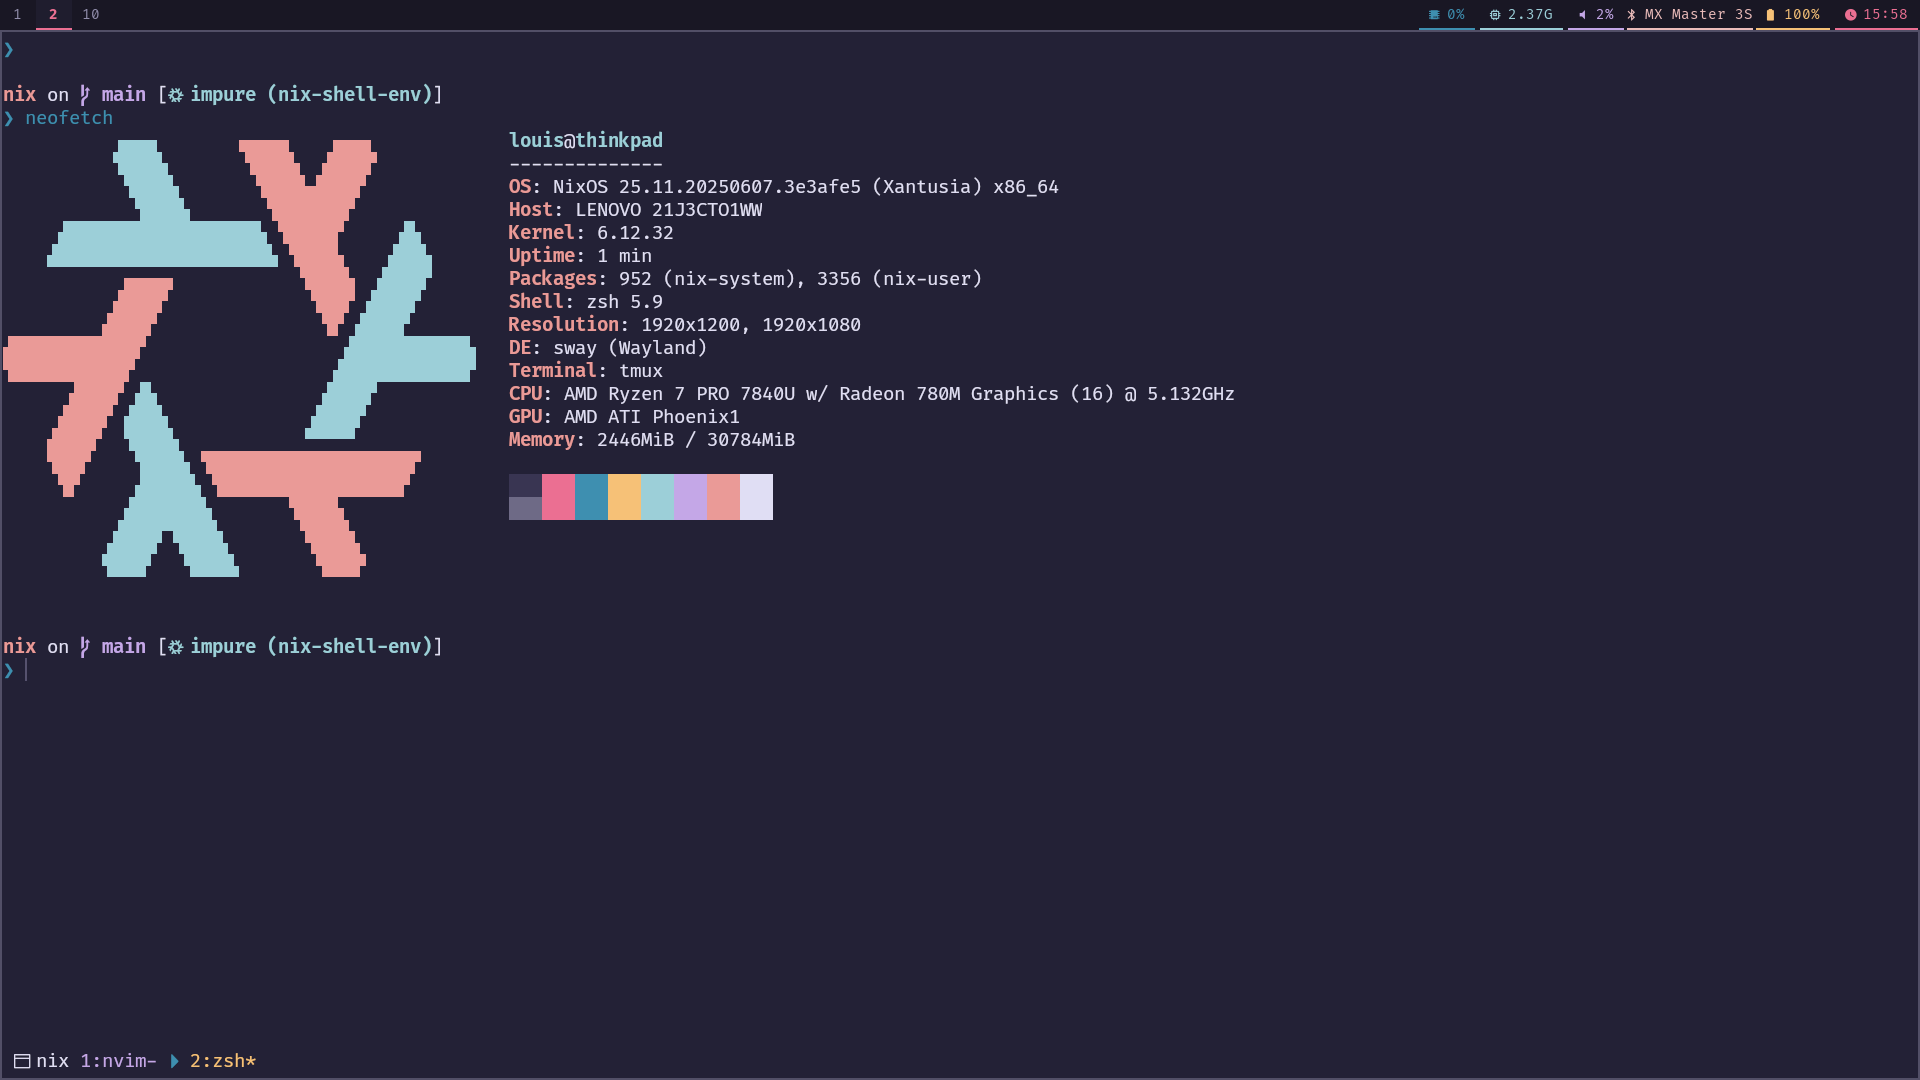 1 2 10 0% 2.37G 2% MX Master 3S 100% 15:58
❯
nix on main [impure (nix-shell-env)]
❯ neofetch
louis@thinkpad
--------------
OS: NixOS 25.11.20250607.3e3afe5 (Xantusia) x86_64
Host: LENOVO 21J3CTO1WW
Kernel: 6.12.32
Uptime: 1 min
Packages: 952 (nix-system), 3356 (nix-user)
Shell: zsh 5.9
Resolution: 1920x1200, 1920x1080
DE: sway (Wayland)
Terminal: tmux
CPU: AMD Ryzen 7 PRO 7840U w/ Radeon 780M Graphics (16) @ 5.132GHz
GPU: AMD ATI Phoenix1
Memory: 2446MiB / 30784MiB
nix on main [impure (nix-shell-env)]
❯
nix 1:nvim- 2:zsh*